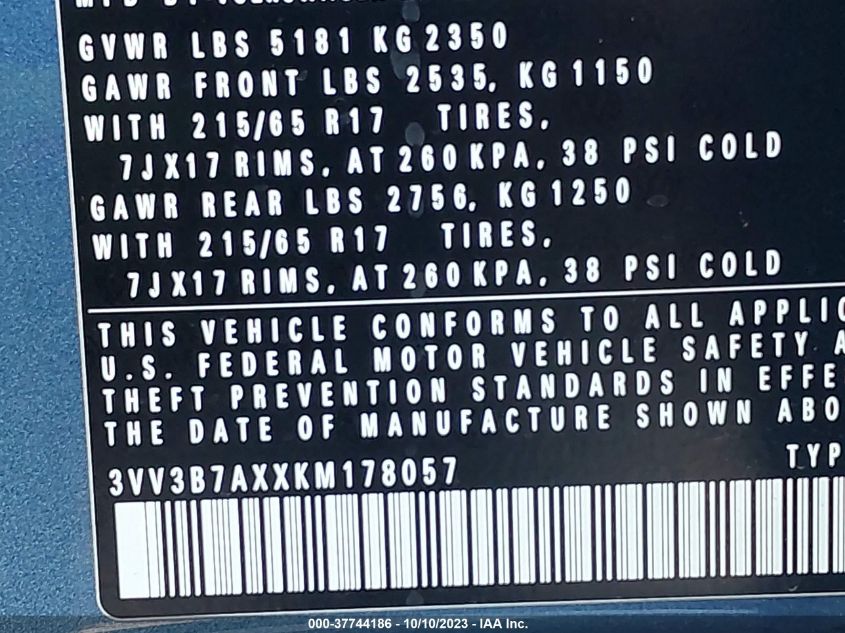 GVWR LBS 5181 KG 2350
GAWR FRONT LBS 2535, KG 1150
WITH 215/65 R17 TIRES,
7JX17 RIMS, AT 260 KPA, 38 PSI COLD
GAWR REAR LBS 2756, KG 1250
WITH 215/65 R17 TIRES,
7JX17 RIMS, AT 260 KPA, 38 PSI COLD
THIS VEHICLE CONFORMS TO ALL APPLIC
U.S. FEDERAL MOTOR VEHICLE SAFETY A
THEFT PREVENTION STANDARDS IN EFFE
THE DATE OF MANUFACTURE SHOWN ABO
3VV3B7AXXKM178057 TYP
000-37744186 - 10/10/2023 - IAA Inc.